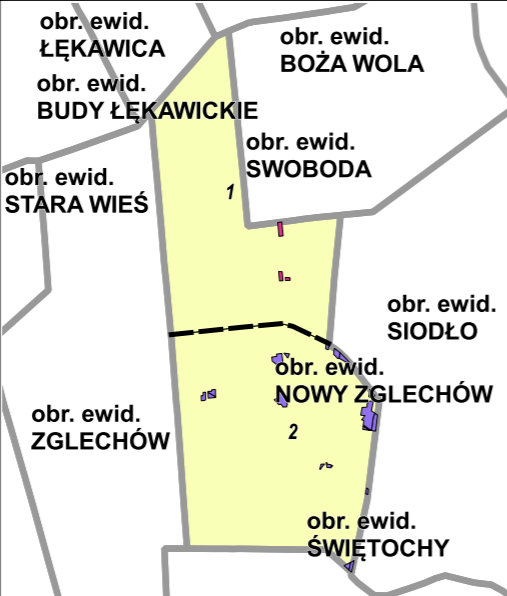 obr. ewid.
ŁĘKAWICA
obr. ewid.
BOŻA WOLA
obr. ewid.
BUDY ŁĘKAWICKIE
obr. ewid.
SWOBODA
obr. ewid.
STARA WIEŚ
1
obr. ewid.
SIODŁO
obr. ewid.
NOWY ZGLECHÓW
obr. ewid.
ZGLECHÓW
2
obr. ewid.
ŚWIĘTOCHY